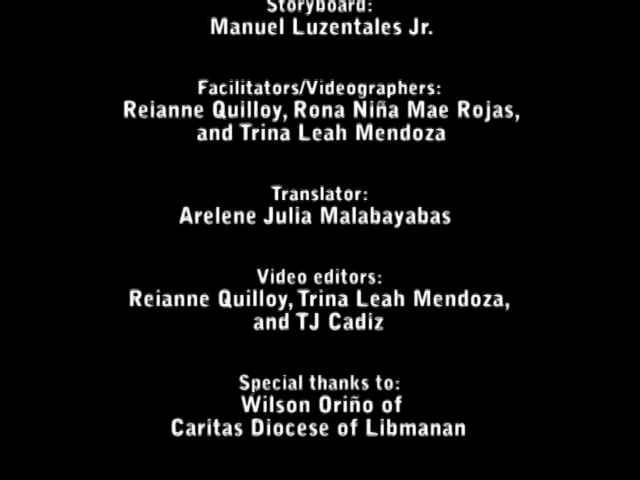 Storyboard:
Manuel Luzentales Jr.
Facilitators/Videographers:
Reianne Quilloy, Rona Niña Mae Rojas,
and Trina Leah Mendoza
Translator:
Arelene Julia Malabayabas
Video editors:
Reianne Quilloy, Trina Leah Mendoza,
and TJ Cadiz
Special thanks to:
Wilson Oriño of
Caritas Diocese of Libmanan